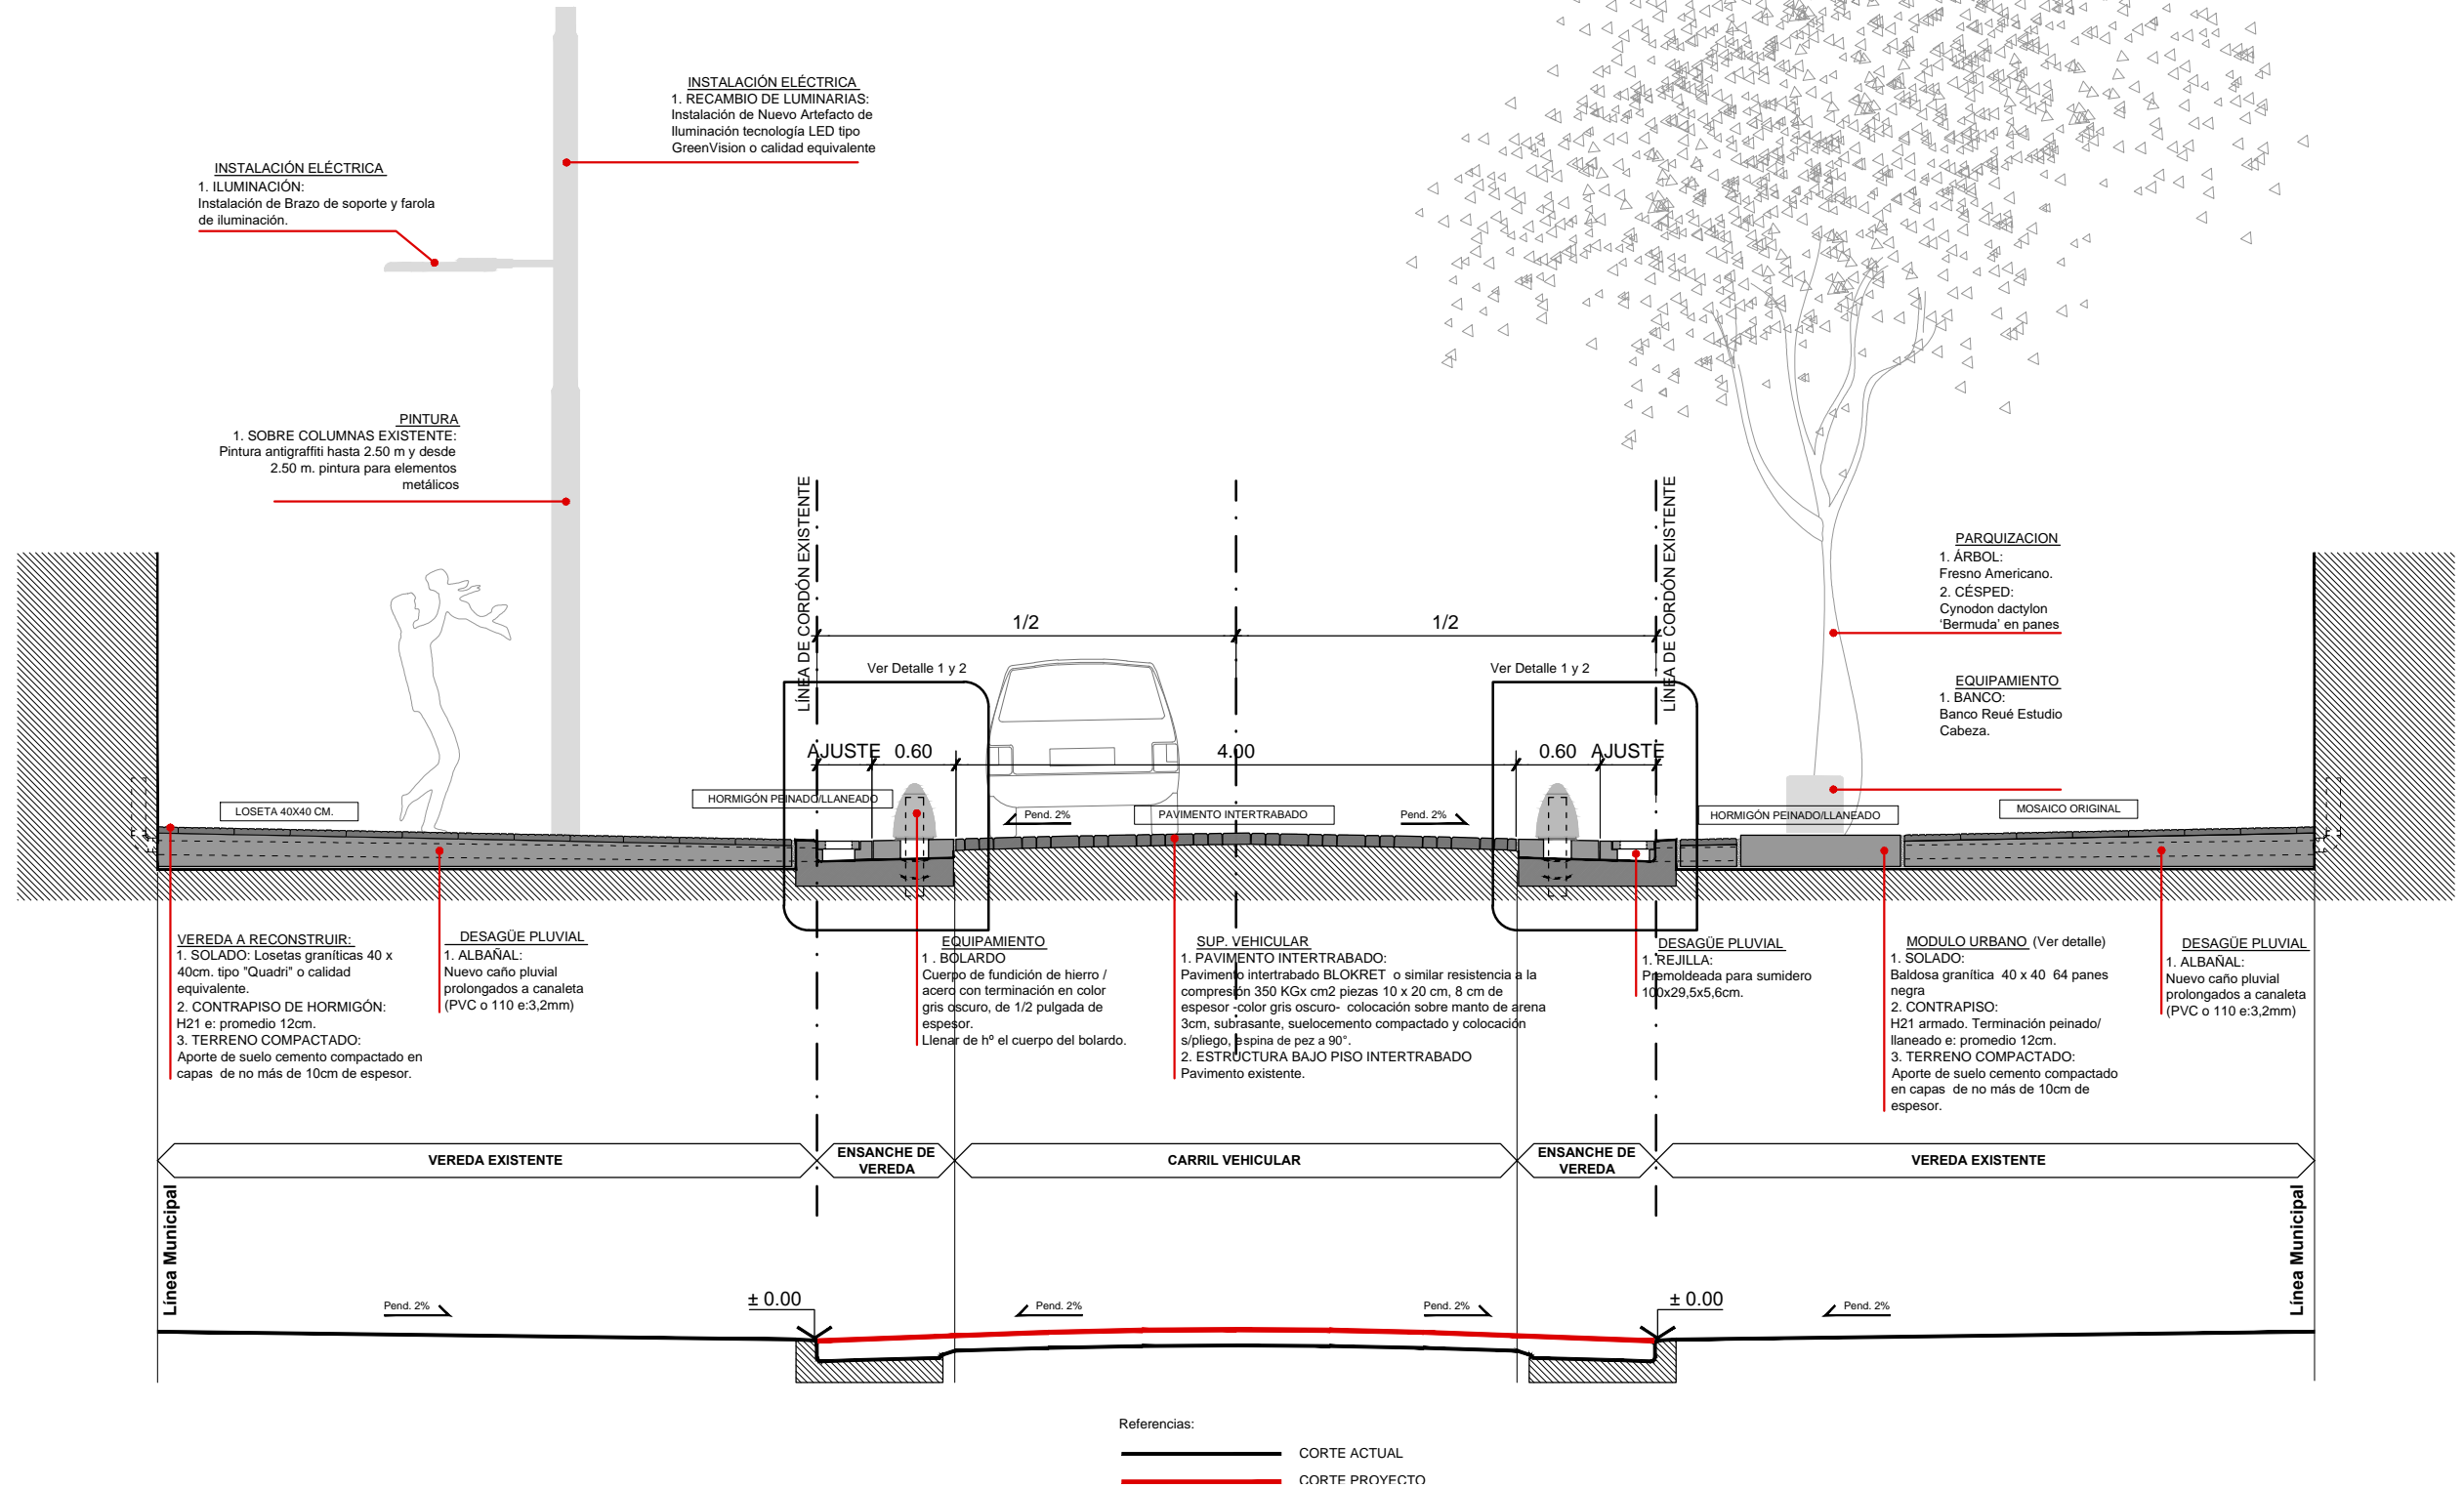 INSTALACIÓN ELÉCTRICA
1. RECAMBIO DE LUMINARIAS:
Instalación de Nuevo Artefacto de
Iluminación tecnología LED tipo
GreenVision o calidad equivalente
INSTALACIÓN ELÉCTRICA
1. ILUMINACIÓN:
Instalación de Brazo de soporte y farola
de iluminación.
PINTURA
1. SOBRE COLUMNAS EXISTENTE:
Pintura antigraffiti hasta 2.50 m y desde
2.50 m. pintura para elementos
metálicos
LÍNEA DE CORDÓN EXISTENTE
LÍNEA DE CORDÓN EXISTENTE
PARQUIZACION
1. ÁRBOL:
Fresno Americano.
2. CÉSPED:
Cynodon dactylon
‘Bermuda’ en panes
1/2
1/2
Ver Detalle 1 y 2
Ver Detalle 1 y 2
EQUIPAMIENTO
1. BANCO:
Banco Reué Estudio
Cabeza.
AJUSTE
0.60
4.00
0.60
AJUSTE
LOSETA 40X40 CM.
HORMIGÓN PEINADO/LLANEADO
Pend. 2%
PAVIMENTO INTERTRABADO
Pend. 2%
HORMIGÓN PEINADO/LLANEADO
MOSAICO ORIGINAL
VEREDA A RECONSTRUIR:
1. SOLADO: Losetas graníticas 40 x
40cm. tipo "Quadri" o calidad
equivalente.
2. CONTRAPISO DE HORMIGÓN:
H21 e: promedio 12cm.
3. TERRENO COMPACTADO:
Aporte de suelo cemento compactado en
capas de no más de 10cm de espesor.
DESAGÜE PLUVIAL
1. ALBAÑAL:
Nuevo caño pluvial
prolongados a canaleta
(PVC o 110 e:3,2mm)
EQUIPAMIENTO
1 . BOLARDO
Cuerpo de fundición de hierro /
acero con terminación en color
gris oscuro, de 1/2 pulgada de
espesor.
Llenar de hº el cuerpo del bolardo.
SUP. VEHICULAR
1. PAVIMENTO INTERTRABADO:
Pavimento intertrabado BLOKRET o similar resistencia a la
compresión 350 KGx cm2 piezas 10 x 20 cm, 8 cm de
espesor -color gris oscuro- colocación sobre manto de arena
3cm, subrasante, suelocemento compactado y colocación
s/pliego, espina de pez a 90°.
2. ESTRUCTURA BAJO PISO INTERTRABADO
Pavimento existente.
DESAGÜE PLUVIAL
1. REJILLA:
Premoldeada para sumidero
100x29,5x5,6cm.
MODULO URBANO (Ver detalle)
1. SOLADO:
Baldosa granítica 40 x 40 64 panes
negra
2. CONTRAPISO:
H21 armado. Terminación peinado/
llaneado e: promedio 12cm.
3. TERRENO COMPACTADO:
Aporte de suelo cemento compactado
en capas de no más de 10cm de
espesor.
DESAGÜE PLUVIAL
1. ALBAÑAL:
Nuevo caño pluvial
prolongados a canaleta
(PVC o 110 e:3,2mm)
VEREDA EXISTENTE
ENSANCHE DE
VEREDA
CARRIL VEHICULAR
ENSANCHE DE
VEREDA
VEREDA EXISTENTE
Línea Municipal
Línea Municipal
Pend. 2%
± 0.00
Pend. 2%
Pend. 2%
± 0.00
Pend. 2%
Referencias:
CORTE ACTUAL
CORTE PROYECTO